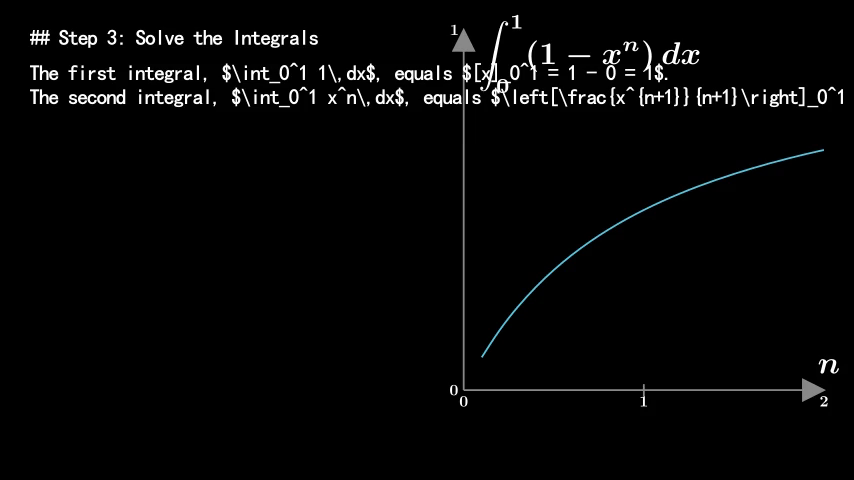 ## Step 3: Solve the Integrals
The first integral, $\int_0^1 1\,dx$, equals $[x]_0^1 = 1 - 0 = 1$.
The second integral, $\int_0^1 x^n\,dx$, equals $\left[\frac{x^{n+1}}{n+1}\right]_0^1
1
∫₀¹ (1 − xⁿ) dx
n
0
0 1 2